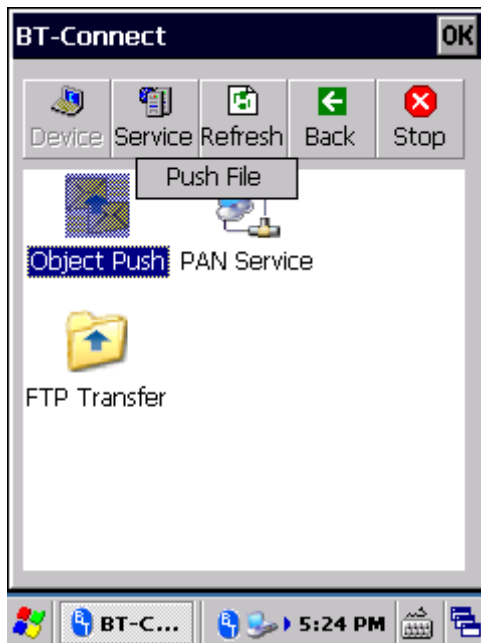 BT-Connect OK
Device Service Refresh Back Stop
Push File
Object Push PAN Service
FTP Transfer
BT-C... 5:24 PM